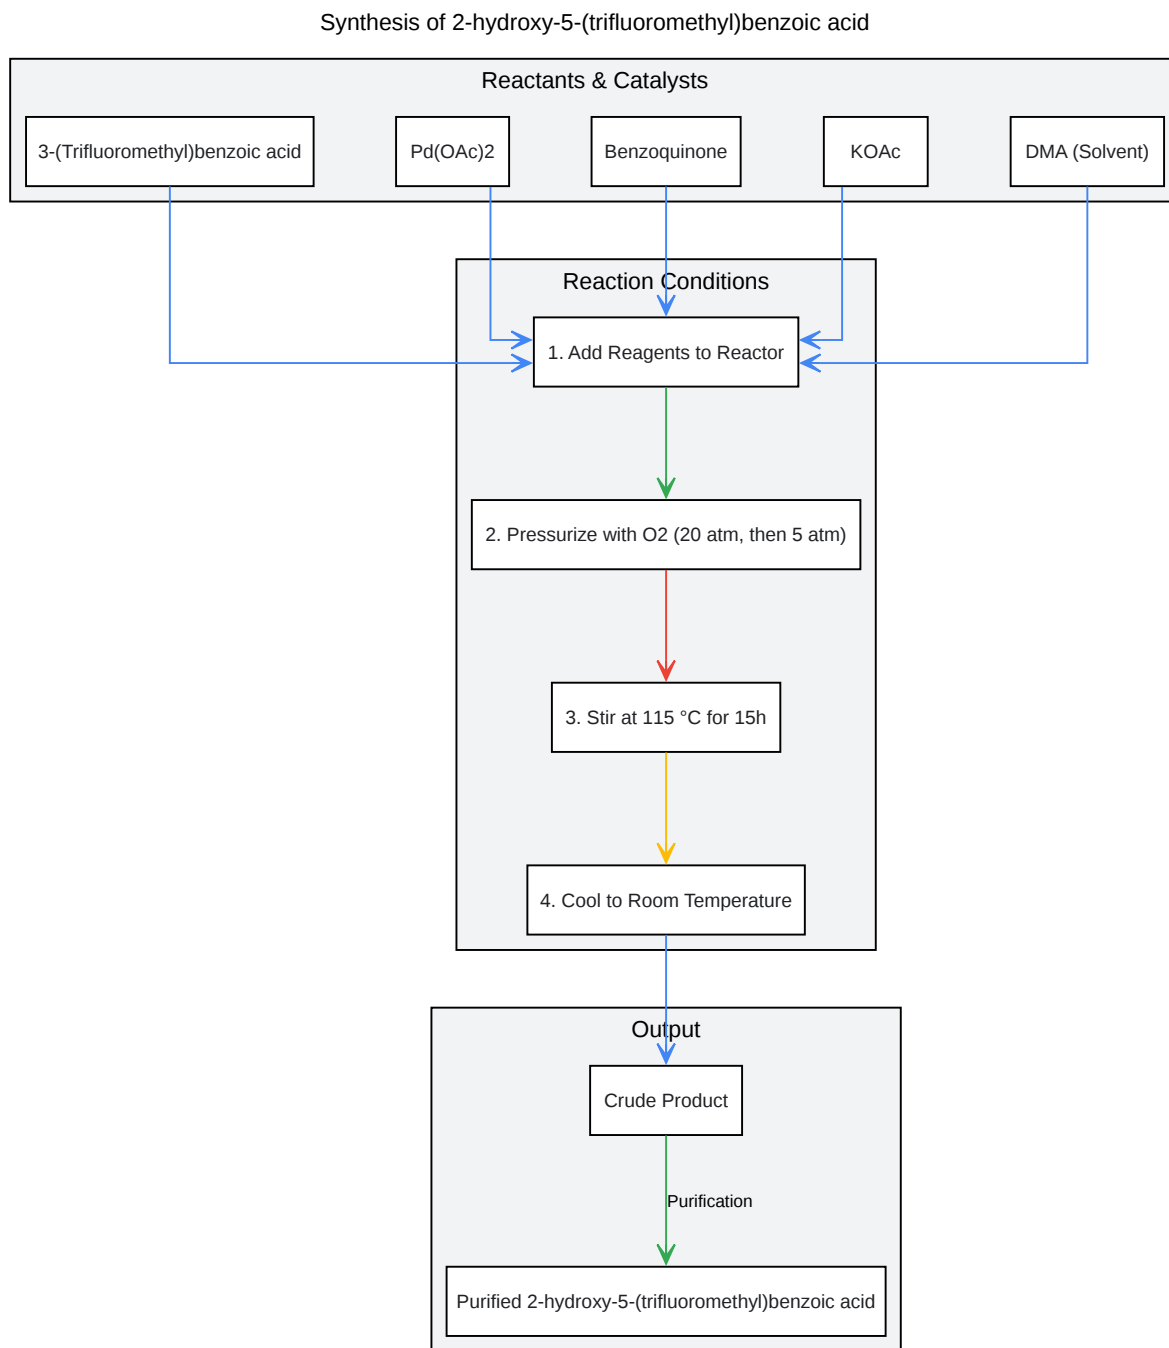 Synthesis of 2-hydroxy-5-(trifluoromethyl)benzoic acid
Reactants & Catalysts
3-(Trifluoromethyl)benzoic acid
Pd(OAc)2
Benzoquinone
KOAc
DMA (Solvent)
Reaction Conditions
1. Add Reagents to Reactor
2. Pressurize with O2 (20 atm, then 5 atm)
3. Stir at 115 °C for 15h
4. Cool to Room Temperature
Output
Crude Product
Purification
Purified 2-hydroxy-5-(trifluoromethyl)benzoic acid